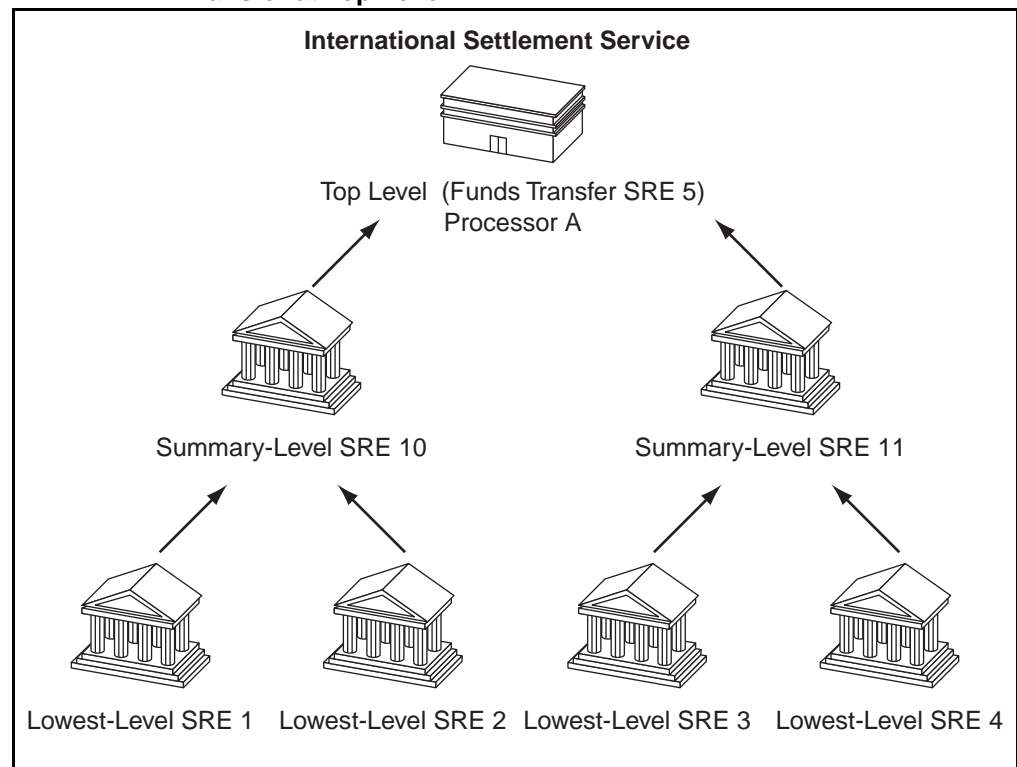 International Settlement Service
Top Level (Funds Transfer SRE 5)
Processor A
Summary-Level SRE 10 Summary-Level SRE 11
Lowest-Level SRE 1 Lowest-Level SRE 2 Lowest-Level SRE 3 Lowest-Level SRE 4